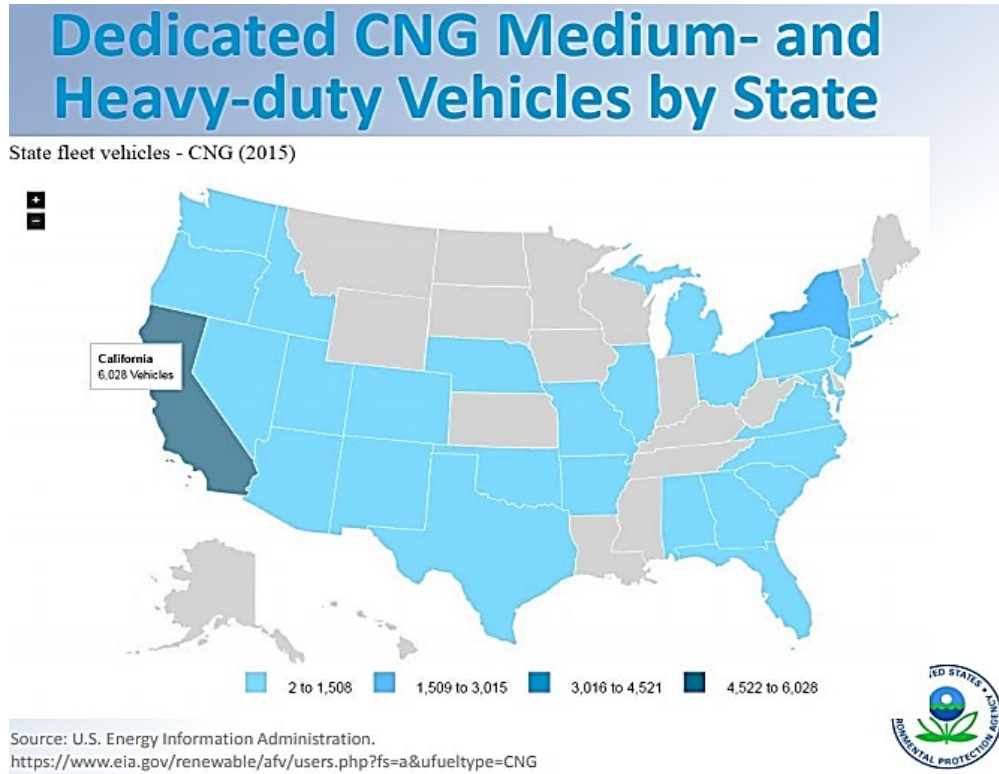 Dedicated CNG Medium- and
Heavy-duty Vehicles by State
State fleet vehicles - CNG (2015)
+
−
California
6,028 Vehicles
2 to 1,508
1,509 to 3,015
3,016 to 4,521
4,522 to 6,028
Source: U.S. Energy Information Administration.
https://www.eia.gov/renewable/afv/users.php?fs=a&ufueltype=CNG
ED STATES
RONMENTAL PROTECTION AGENCY